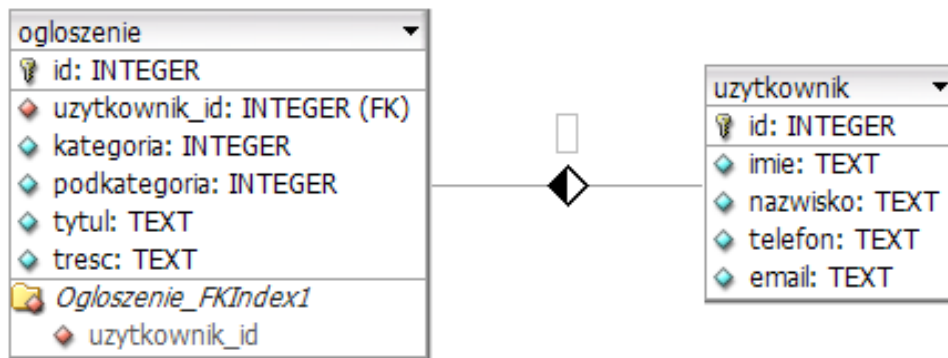 ogloszenie
id: INTEGER
uzytkownik_id: INTEGER (FK)
kategoria: INTEGER
podkategoria: INTEGER
tytul: TEXT
tresc: TEXT
Ogloszenie_FKIndex1
uzytkownik_id
uzytkownik
id: INTEGER
imie: TEXT
nazwisko: TEXT
telefon: TEXT
email: TEXT